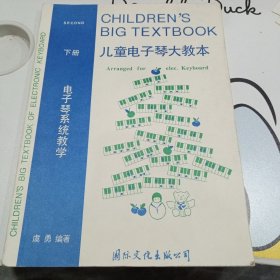 SECOND
下册
CHILDREN'S
BIG TEXTBOOK
儿童电子琴大教本
Arranged for elec. Keyboard
电子琴系统教学
虞勇 编著
国际文化出版公司
CHILDREN'S BIG TEXTBOOK OF ELECTRONIC KEYBOARD
Duck